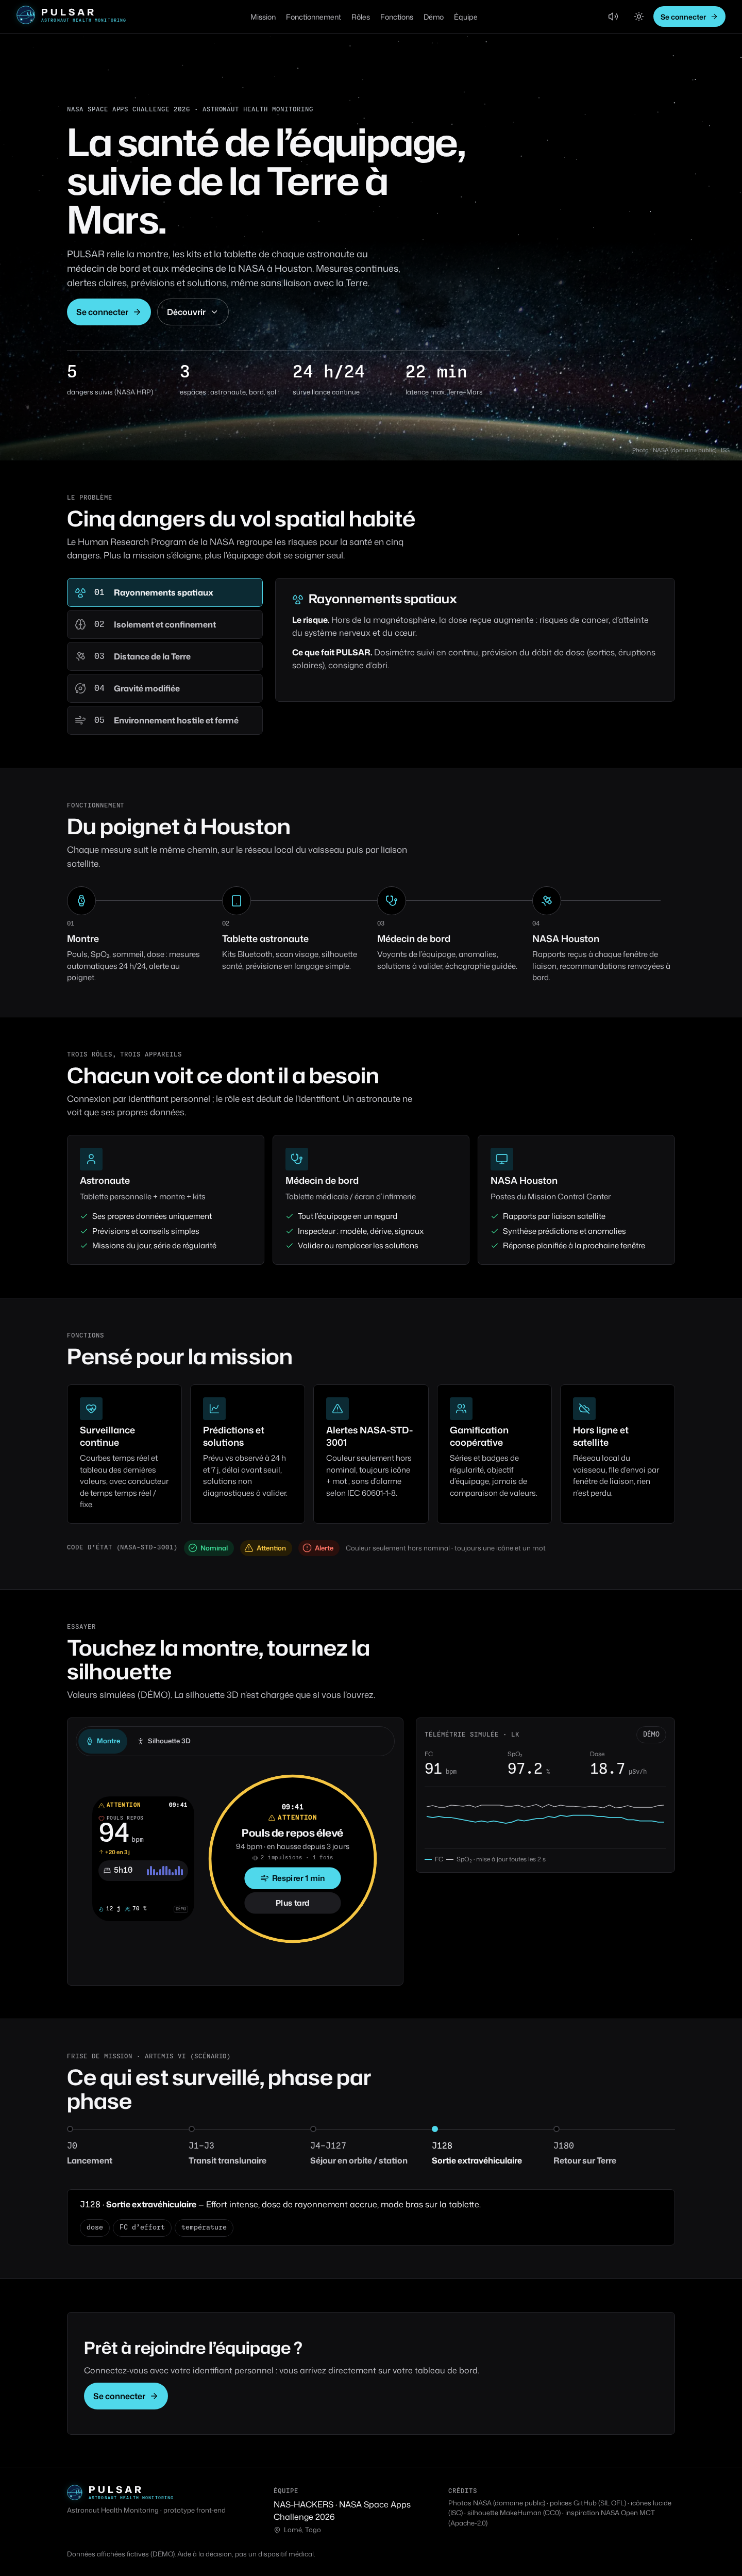 PULSAR
ASTRONAUT HEALTH MONITORING
Mission Fonctionnement Rôles Fonctions Démo Équipe
Se connecter
NASA SPACE APPS CHALLENGE 2026 · ASTRONAUT HEALTH MONITORING
La santé de l’équipage,
suivie de la Terre à
Mars.
PULSAR relie la montre, les kits et la tablette de chaque astronaute au
médecin de bord et aux médecins de la NASA à Houston. Mesures continues,
alertes claires, prévisions et solutions, même sans liaison avec la Terre.
Se connecter
Découvrir
5
dangers suivis (NASA HRP)
3
espaces : astronaute, bord, sol
24 h/24
surveillance continue
22 min
latence max. Terre–Mars
Photo : NASA (domaine public) · ISS
LE PROBLÈME
Cinq dangers du vol spatial habité
Le Human Research Program de la NASA regroupe les risques pour la santé en cinq
dangers. Plus la mission s’éloigne, plus l’équipage doit se soigner seul.
01 Rayonnements spatiaux
02 Isolement et confinement
03 Distance de la Terre
04 Gravité modifiée
05 Environnement hostile et fermé
Rayonnements spatiaux
Le risque. Hors de la magnétosphère, la dose reçue augmente : risques de cancer, d’atteinte
du système nerveux et du cœur.
Ce que fait PULSAR. Dosimètre suivi en continu, prévision du débit de dose (sorties, éruptions
solaires), consigne d’abri.
FONCTIONNEMENT
Du poignet à Houston
Chaque mesure suit le même chemin, sur le réseau local du vaisseau puis par liaison
satellite.
01
Montre
Pouls, SpO₂, sommeil, dose : mesures
automatiques 24 h/24, alerte au
poignet.
02
Tablette astronaute
Kits Bluetooth, scan visage, silhouette
santé, prévisions en langage simple.
03
Médecin de bord
Voyants de l’équipage, anomalies,
solutions à valider, échographie guidée.
04
NASA Houston
Rapports reçus à chaque fenêtre de
liaison, recommandations renvoyées à
bord.
TROIS RÔLES, TROIS APPAREILS
Chacun voit ce dont il a besoin
Connexion par identifiant personnel ; le rôle est déduit de l’identifiant. Un astronaute ne
voit que ses propres données.
Astronaute
Tablette personnelle + montre + kits
Ses propres données uniquement
Prévisions et conseils simples
Missions du jour, série de régularité
Médecin de bord
Tablette médicale / écran d’infirmerie
Tout l’équipage en un regard
Inspecteur : modèle, dérive, signaux
Valider ou remplacer les solutions
NASA Houston
Postes du Mission Control Center
Rapports par liaison satellite
Synthèse prédictions et anomalies
Réponse planifiée à la prochaine fenêtre
FONCTIONS
Pensé pour la mission
Surveillance
continue
Courbes temps réel et
tableau des dernières
valeurs, avec conducteur
de temps temps réel /
fixe.
Prédictions et
solutions
Prévu vs observé à 24 h
et 7 j, délai avant seuil,
solutions non
diagnostiques à valider.
Alertes NASA-STD-
3001
Couleur seulement hors
nominal, toujours icône
+ mot ; sons d’alarme
selon IEC 60601-1-8.
Gamification
coopérative
Séries et badges de
régularité, objectif
d’équipage, jamais de
comparaison de valeurs.
Hors ligne et
satellite
Réseau local du
vaisseau, file d’envoi par
fenêtre de liaison, rien
n’est perdu.
CODE D’ÉTAT (NASA-STD-3001) Nominal Attention Alerte Couleur seulement hors nominal · toujours une icône et un mot
ESSAYER
Touchez la montre, tournez la
silhouette
Valeurs simulées (DÉMO). La silhouette 3D n’est chargée que si vous l’ouvrez.
Montre Silhouette 3D
ATTENTION 09:41
POULS REPOS
94 bpm
↑ +20 en 3 j
5h10
12 j 70 % DÉMO
09:41
ATTENTION
Pouls de repos élevé
94 bpm · en hausse depuis 3 jours
2 impulsions · 1 fois
Respirer 1 min
Plus tard
TÉLÉMÉTRIE SIMULÉE · LK DÉMO
FC
91 bpm
SpO₂
97.2 %
Dose
18.7 µSv/h
FC SpO₂ · mise à jour toutes les 2 s
FRISE DE MISSION · ARTEMIS VI (SCÉNARIO)
Ce qui est surveillé, phase par
phase
J0
Lancement
J1–J3
Transit translunaire
J4–J127
Séjour en orbite / station
J128
Sortie extravéhiculaire
J180
Retour sur Terre
J128 · Sortie extravéhiculaire — Effort intense, dose de rayonnement accrue, mode bras sur la tablette.
dose FC d’effort température
Prêt à rejoindre l’équipage ?
Connectez-vous avec votre identifiant personnel : vous arrivez directement sur votre tableau de bord.
Se connecter
PULSAR
ASTRONAUT HEALTH MONITORING
Astronaut Health Monitoring · prototype front-end
ÉQUIPE
NAS-HACKERS · NASA Space Apps
Challenge 2026
Lomé, Togo
CRÉDITS
Photos NASA (domaine public) · polices GitHub (SIL OFL) · icônes lucide
(ISC) · silhouette MakeHuman (CC0) · inspiration NASA Open MCT
(Apache-2.0)
Données affichées fictives (DÉMO). Aide à la décision, pas un dispositif médical.